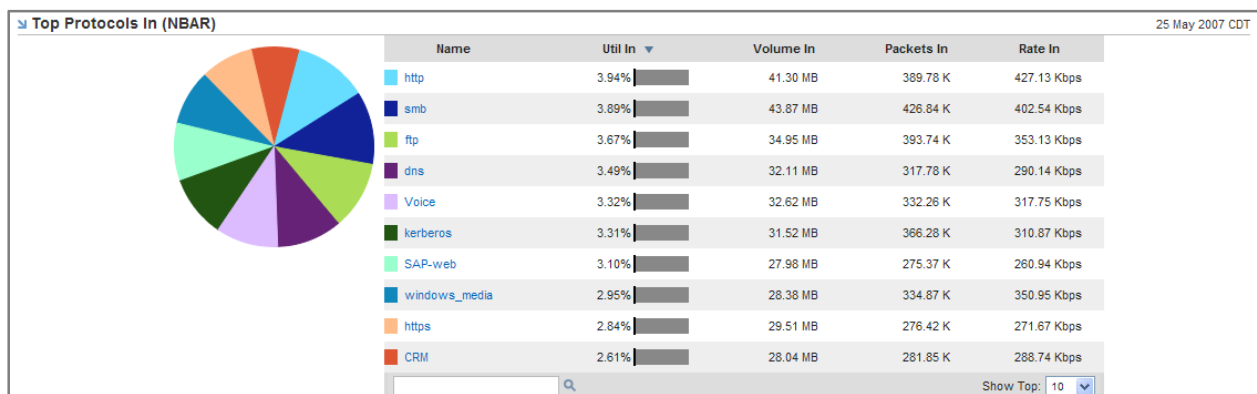 Top Protocols In (NBAR) 25 May 2007 CDT
Name Util In Volume In Packets In Rate In
http 3.94% 41.30 MB 389.78 K 427.13 Kbps
smb 3.89% 43.87 MB 426.84 K 402.54 Kbps
ftp 3.67% 34.95 MB 393.74 K 353.13 Kbps
dns 3.49% 32.11 MB 317.78 K 290.14 Kbps
Voice 3.32% 32.62 MB 332.26 K 317.75 Kbps
kerberos 3.31% 31.52 MB 366.28 K 310.87 Kbps
SAP-web 3.10% 27.98 MB 275.37 K 260.94 Kbps
windows_media 2.95% 28.38 MB 334.87 K 350.95 Kbps
https 2.84% 29.51 MB 276.42 K 271.67 Kbps
CRM 2.61% 28.04 MB 281.85 K 288.74 Kbps
Show Top: 10